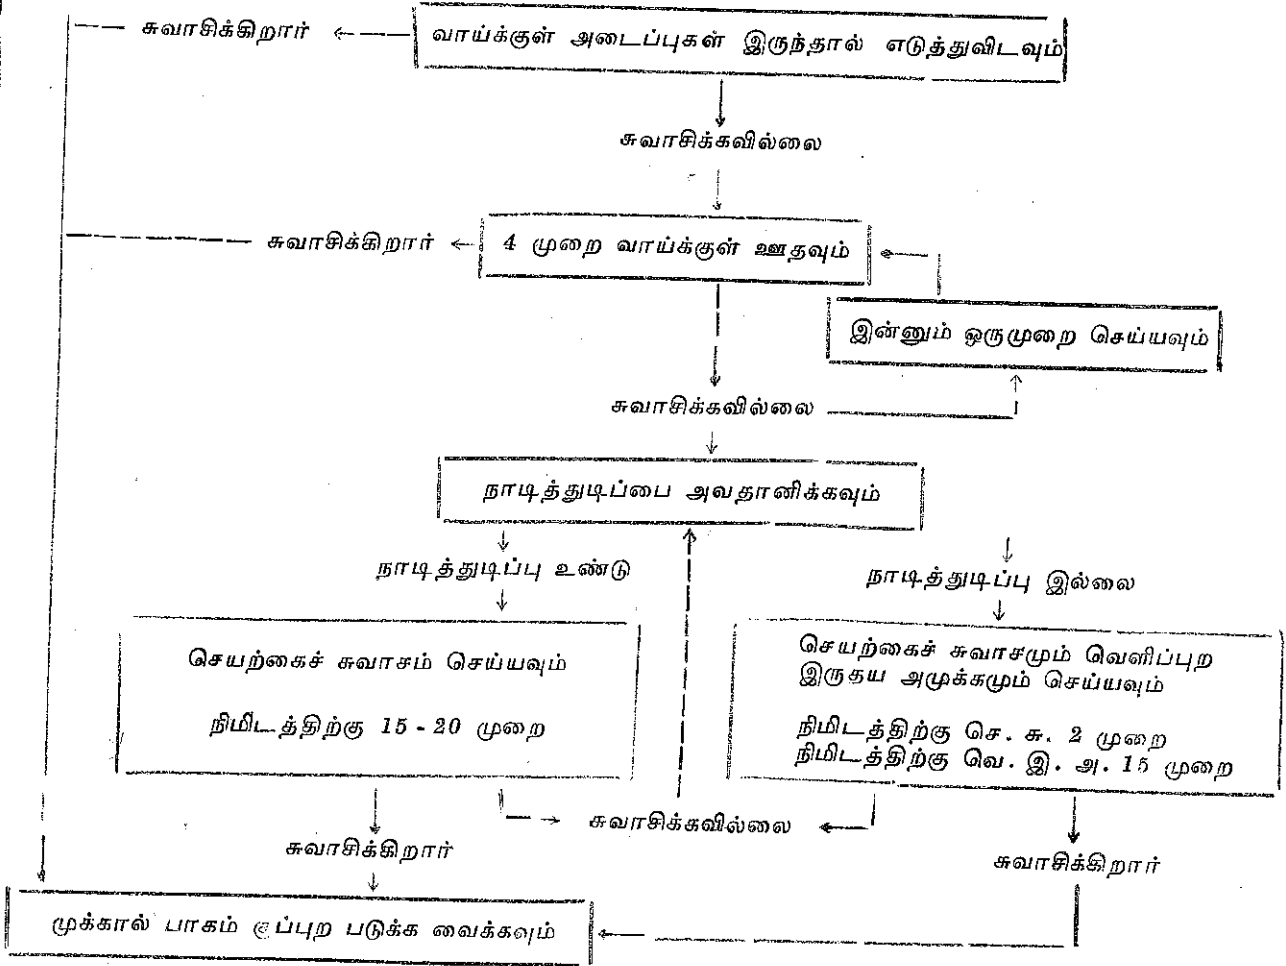 சுவாசிக்கிறார்
வாய்க்குள் அடைப்புகள் இருந்தால் எடுத்துவிடவும்
சுவாசிக்கவில்லை
சுவாசிக்கிறார்
4 முறை வாய்க்குள் ஊதவும்
இன்னும் ஒருமுறை செய்யவும்
சுவாசிக்கவில்லை
நாடித்துடிப்பை அவதானிக்கவும்
நாடித்துடிப்பு உண்டு
நாடித்துடிப்பு இல்லை
செயற்கைச் சுவாசம் செய்யவும்
நிமிடத்திற்கு 15 - 20 முறை
செயற்கைச் சுவாசமும் வெளிப்புற
இருதய அமுக்கமும் செய்யவும்
நிமிடத்திற்கு செ. சு. 2 முறை
நிமிடத்திற்கு வெ. இ. அ. 15 முறை
சுவாசிக்கவில்லை
சுவாசிக்கிறார்
சுவாசிக்கிறார்
முக்கால் பாகம் குப்புற படுக்க வைக்கவும்